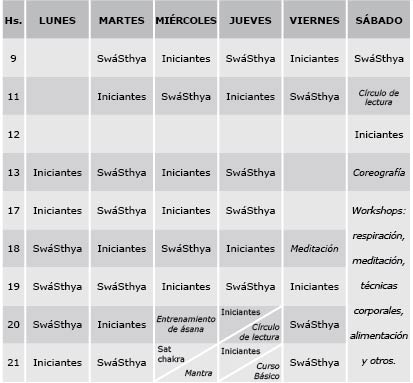 Hs. LUNES MARTES MIÉRCOLES JUEVES VIERNES SÁBADO
9 SwáSthya Iniciantes SwáSthya Iniciantes SwáSthya
11 Iniciantes SwáSthya Iniciantes SwáSthya Círculo de lectura
12 Iniciantes
13 Iniciantes SwáSthya Iniciantes SwáSthya Coreografía
17 Iniciantes SwáSthya Iniciantes SwáSthya Workshops:
18 SwáSthya Iniciantes SwáSthya Iniciantes Meditación respiración, meditación,
19 SwáSthya Iniciantes SwáSthya SwáSthya Iniciantes técnicas
20 SwáSthya Iniciantes Entrenamiento de ásana Iniciantes Círculo de lectura SwáSthya corporales, alimentación
21 Iniciantes SwáSthya Sat chakra Mantra Iniciantes Curso Básico SwáSthya y otros.